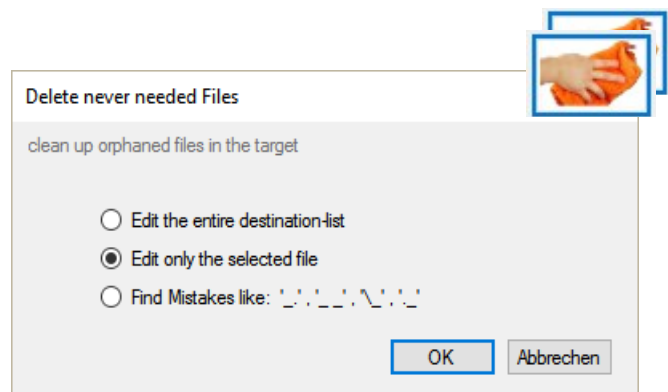 Delete never needed Files
clean up orphaned files in the target
Edit the entire destination-list
Edit only the selected file
Find Mistakes like: '_.' , '_ _' , '\_' , '._'
OK
Abbrechen